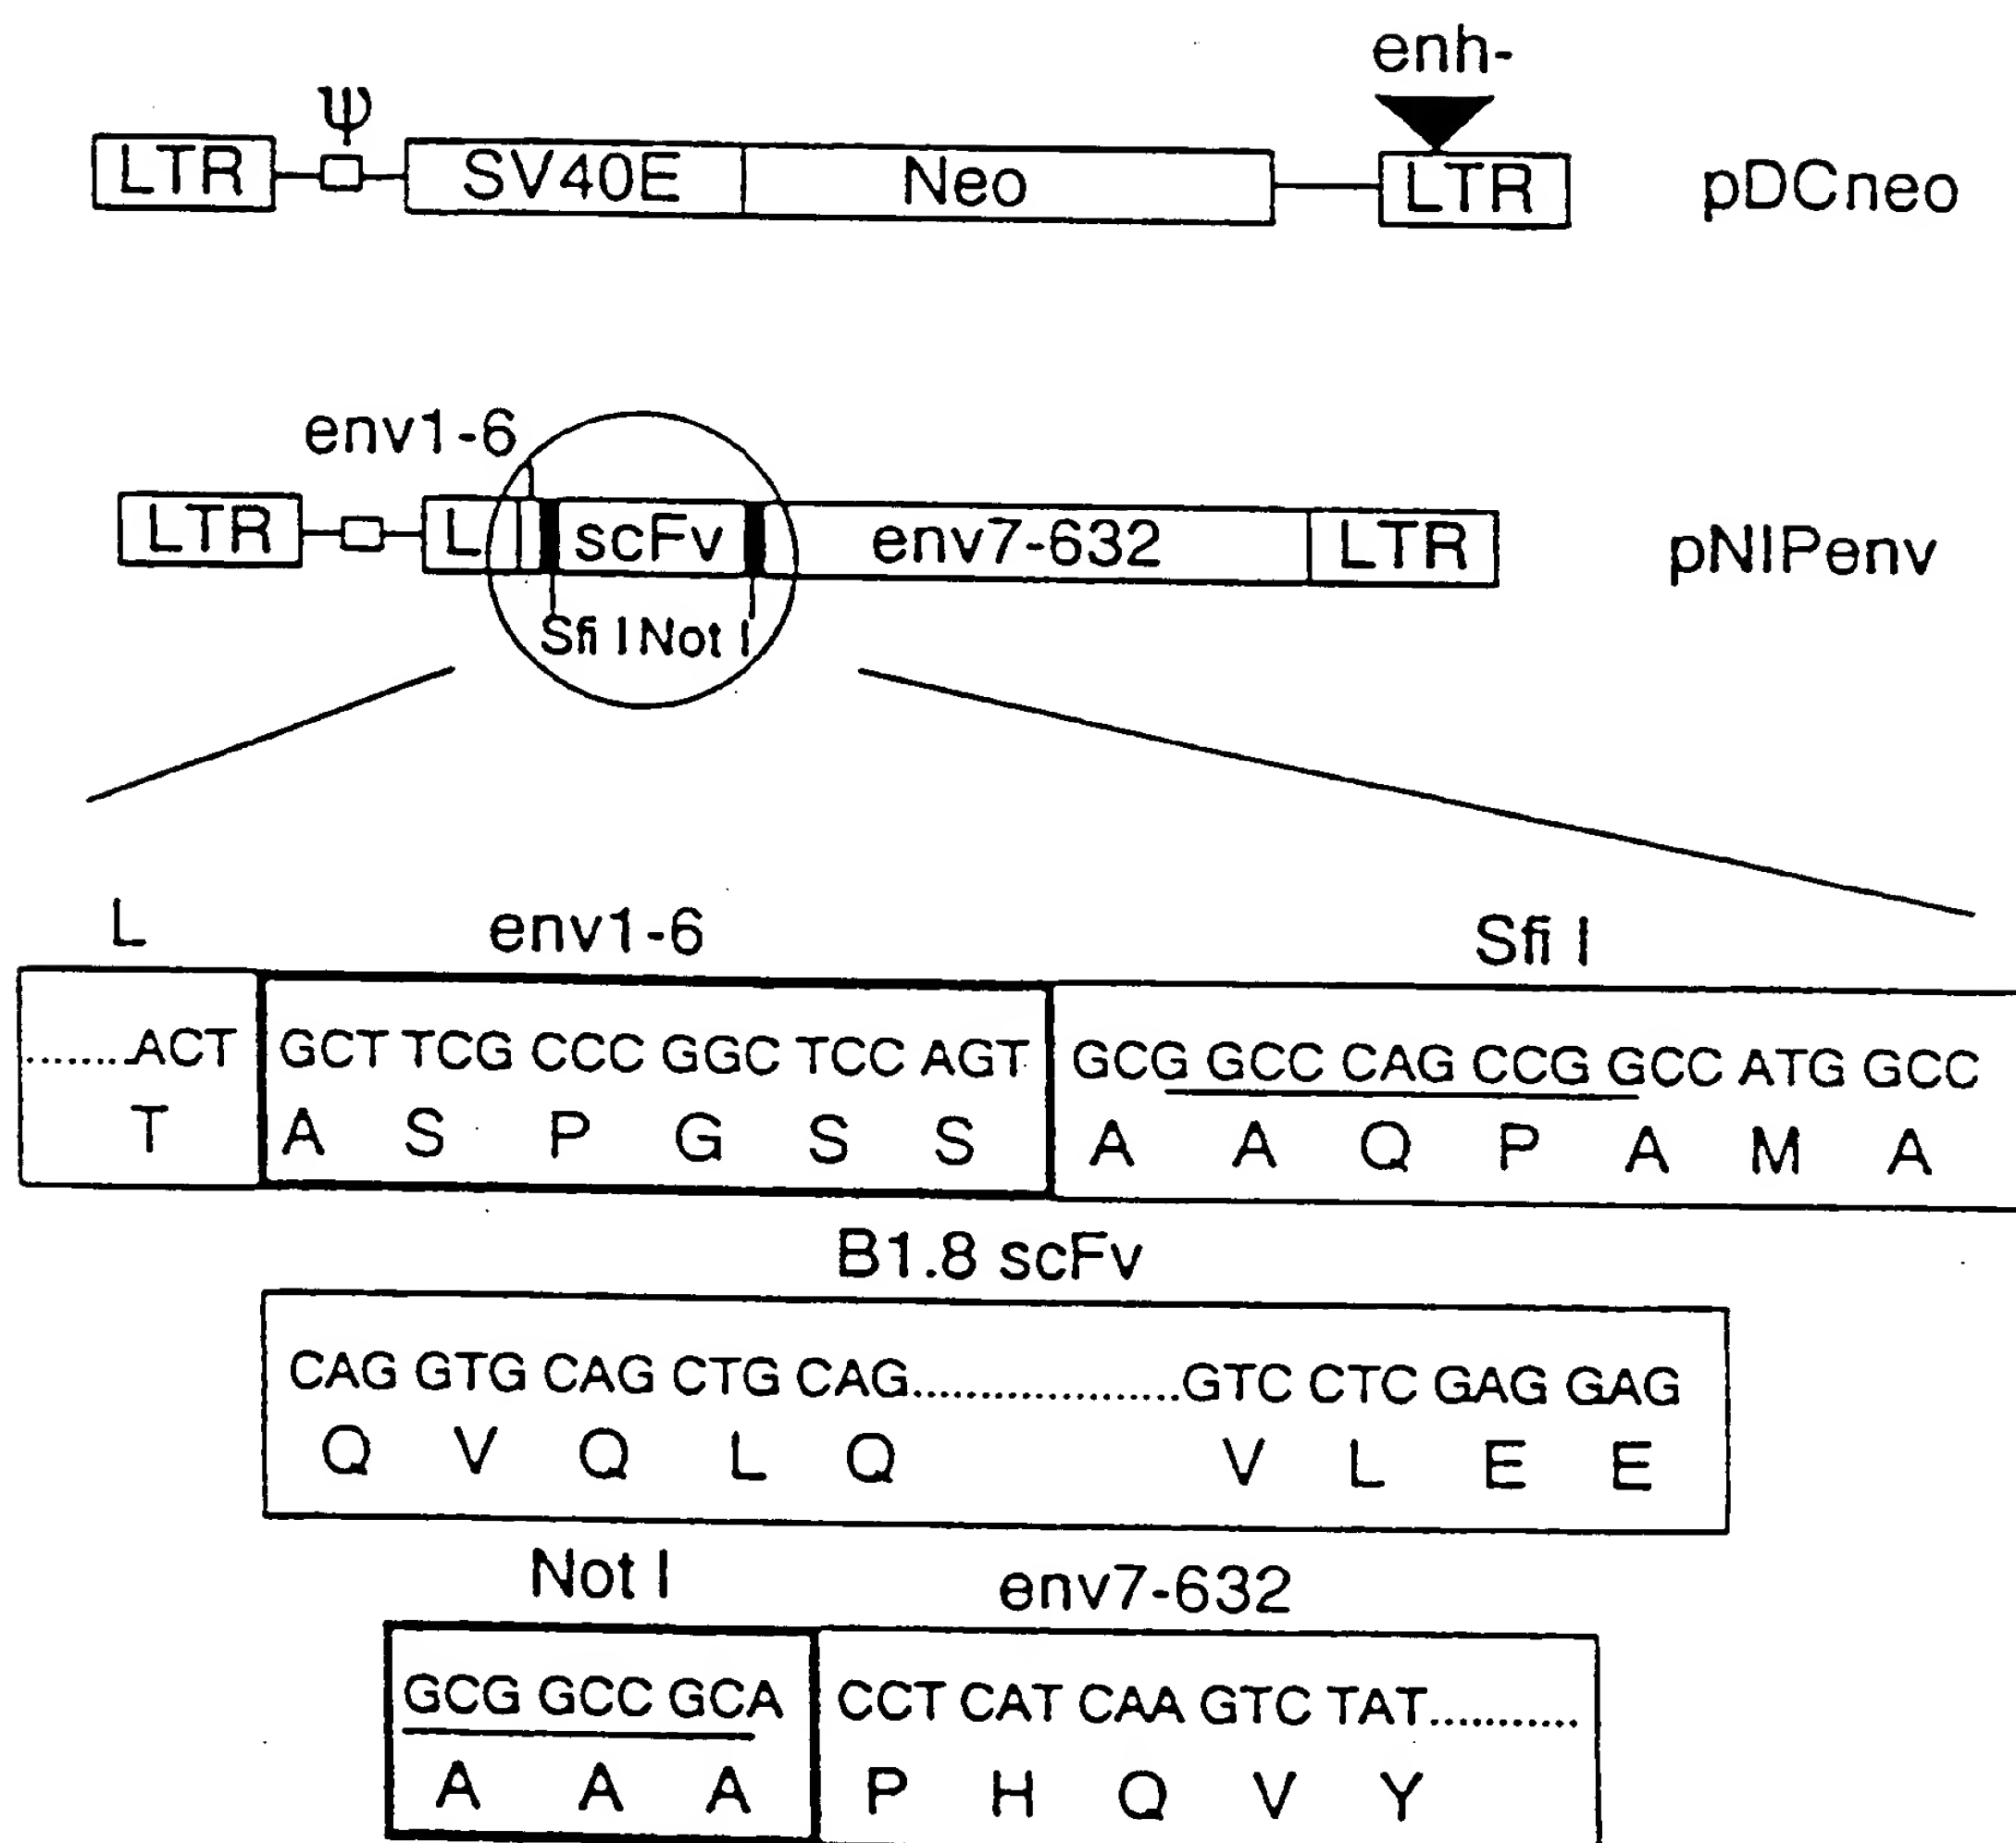 enh-
ψ
LTR SV40E Neo LTR pDCneo
env1-6
LTR L scFv env7-632 LTR pNIPenv
Sfi I Not I
L env1-6 Sfi I
........ACT GCT TCG CCC GGC TCC AGT GCG GCC CAG CCG GCC ATG GCC
T A S P G S S A A Q P A M A
B1.8 scFv
CAG GTG CAG CTG CAG....................GTC CTC GAG GAG
Q V Q L Q V L E E
Not I env7-632
GCG GCC GCA CCT CAT CAA GTC TAT...........
A A A P H Q V Y